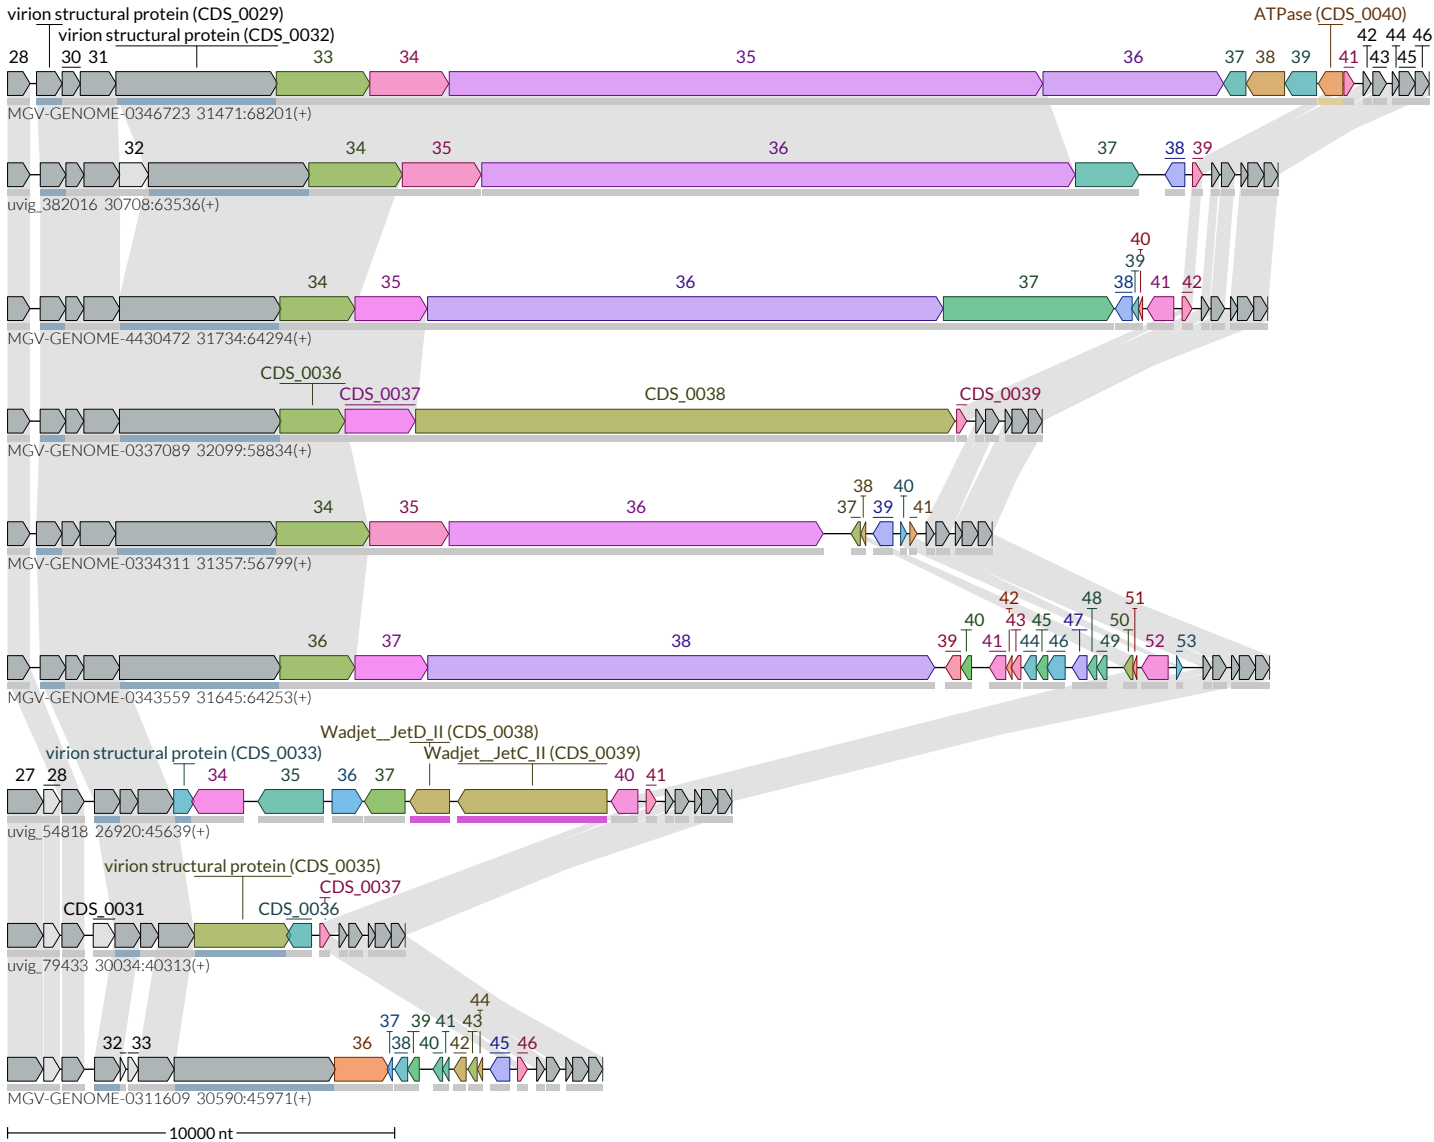 virion structural protein (CDS_0029) ATPase (CDS_0040)
virion structural protein (CDS_0032) 42 44 46
28 30 31 33 34 35 36 37 38 39 41 43 45
MGV-GENOME-0346723 31471:68201(+)
32 34 35 36 37 38 39
uvig_382016 30708:63536(+)
40
39
34 35 36 37 38 41 42
MGV-GENOME-4430472 31734:64294(+)
CDS_0036
CDS_0037 CDS_0038 CDS_0039
MGV-GENOME-0337089 32099:58834(+)
38 40
34 35 36 37 39 41
MGV-GENOME-0334311 31357:56799(+)
42 48 51
40 43 45 47 50
36 37 38 39 41 44 46 49 52 53
MGV-GENOME-0343559 31645:64253(+)
Wadjet__JetD_II (CDS_0038)
virion structural protein (CDS_0033) Wadjet__JetC_II (CDS_0039)
27 28 34 35 36 37 40 41
uvig_54818 26920:45639(+)
virion structural protein (CDS_0035)
CDS_0037
CDS_0031 CDS_0036
uvig_79433 30034:40313(+)
44
37 39 41 43
32 33 36 38 40 42 45 46
MGV-GENOME-0311609 30590:45971(+)
10000 nt